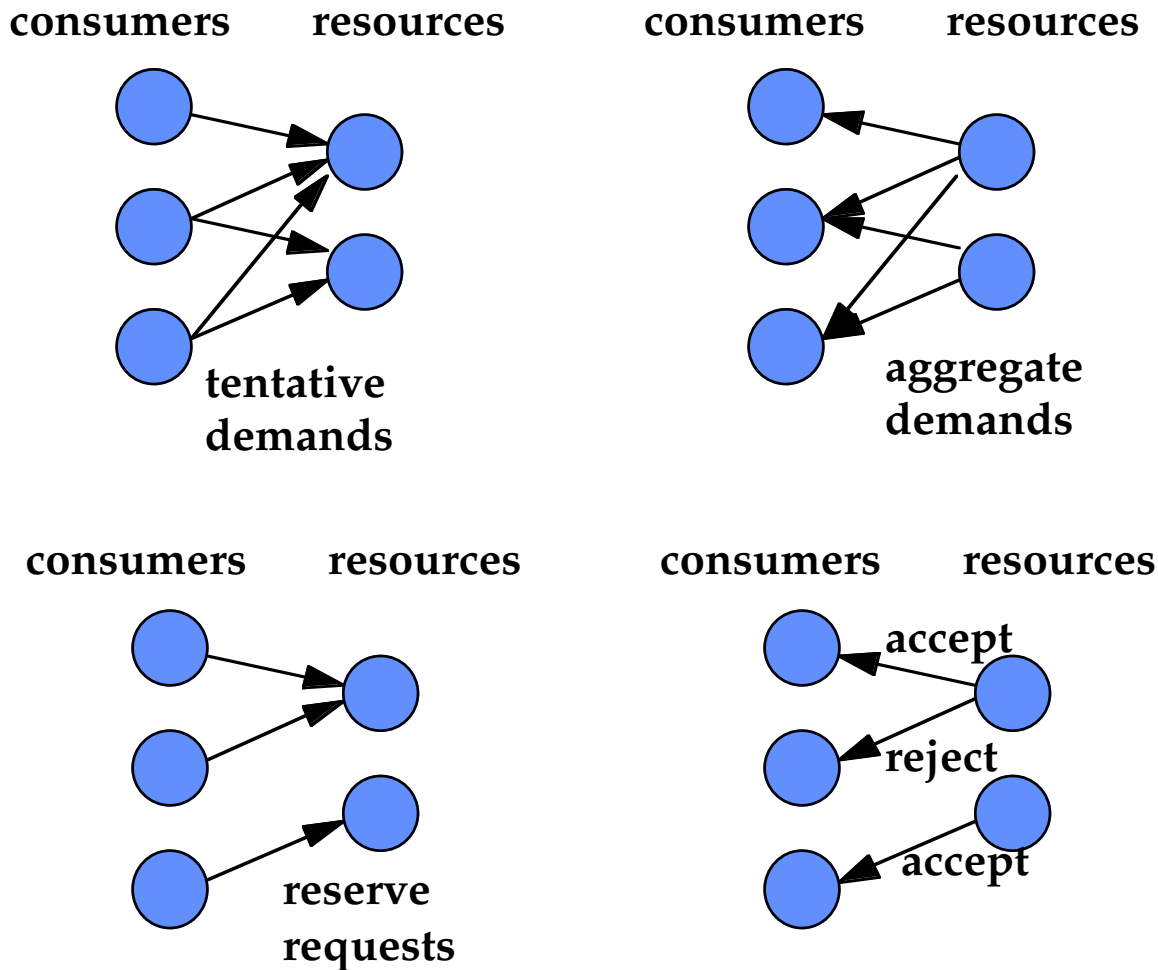 consumers resources
tentative
demands
consumers resources
aggregate
demands
consumers resources
reserve
requests
consumers resources
accept
reject
accept